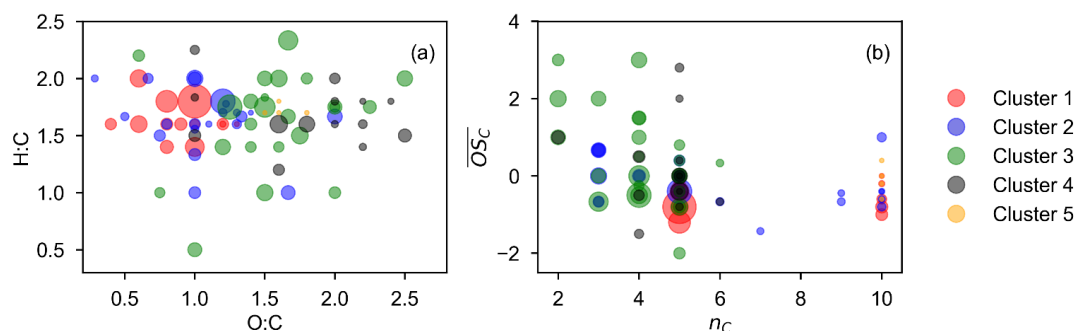 (a)
H:C
2.5
2.0
1.5
1.0
0.5
0.5
1.0
1.5
2.0
2.5
O:C
(b)
OS_C
4
2
0
−2
2
4
6
8
10
n_C
Cluster 1
Cluster 2
Cluster 3
Cluster 4
Cluster 5